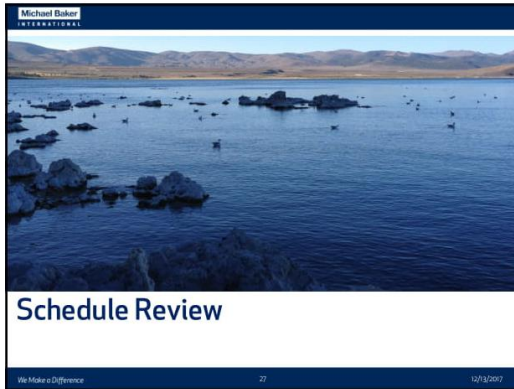 Michael Baker
INTERNATIONAL
Schedule Review
We Make a Difference
27
12/13/2017